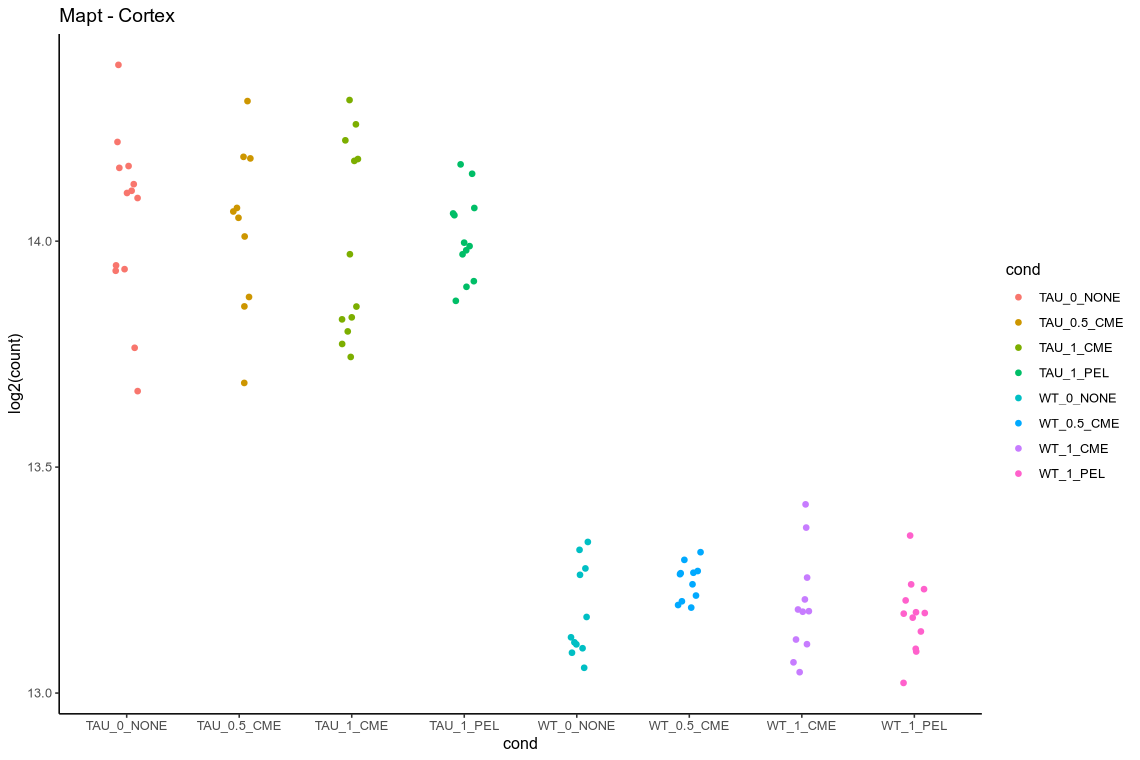 Mapt - Cortex
log2(count)
14.0
13.5
13.0
TAU_0_NONE TAU_0.5_CME TAU_1_CME TAU_1_PEL WT_0_NONE WT_0.5_CME WT_1_CME WT_1_PEL
cond
cond
TAU_0_NONE
TAU_0.5_CME
TAU_1_CME
TAU_1_PEL
WT_0_NONE
WT_0.5_CME
WT_1_CME
WT_1_PEL